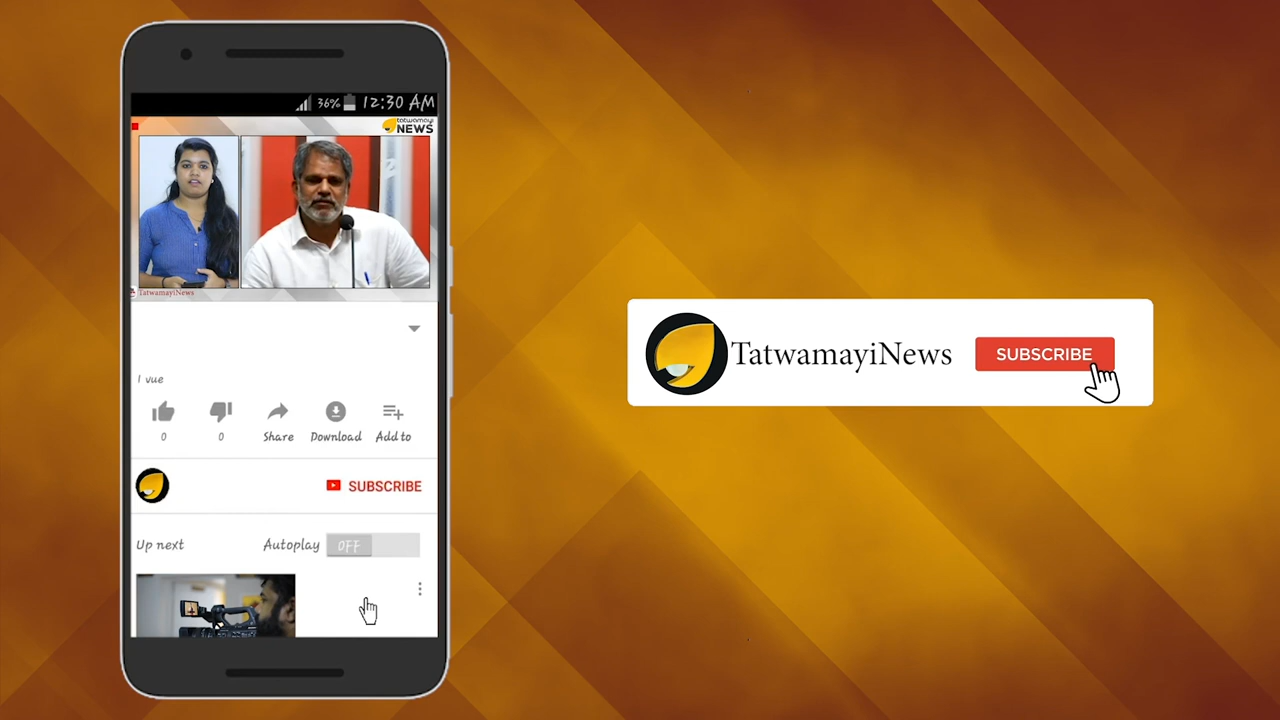 36% 12:30 AM
tatwamayi
NEWS
TatwamayiNews
1 vue
0 0 Share Download Add to
SUBSCRIBE
Up next Autoplay OFF
TatwamayiNews SUBSCRIBE